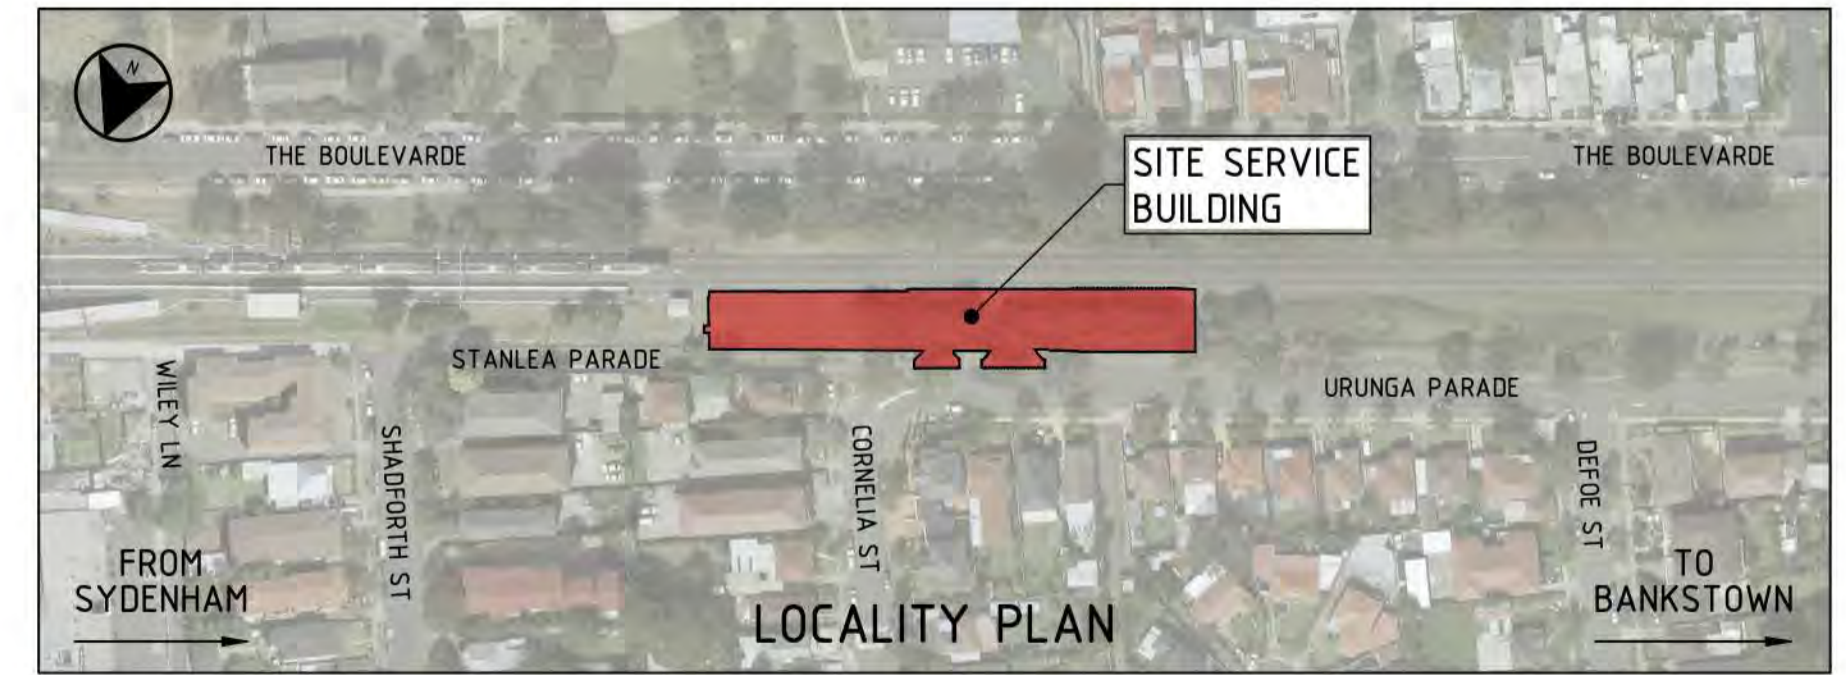 N
THE BOULEVARDE
SITE SERVICE
BUILDING
THE BOULEVARDE
STANLEA PARADE
URUNGA PARADE
WILEY LN
SHADFORTH ST
CORNELIA ST
DEFOE ST
FROM
SYDENHAM
LOCALITY PLAN
TO
BANKSTOWN